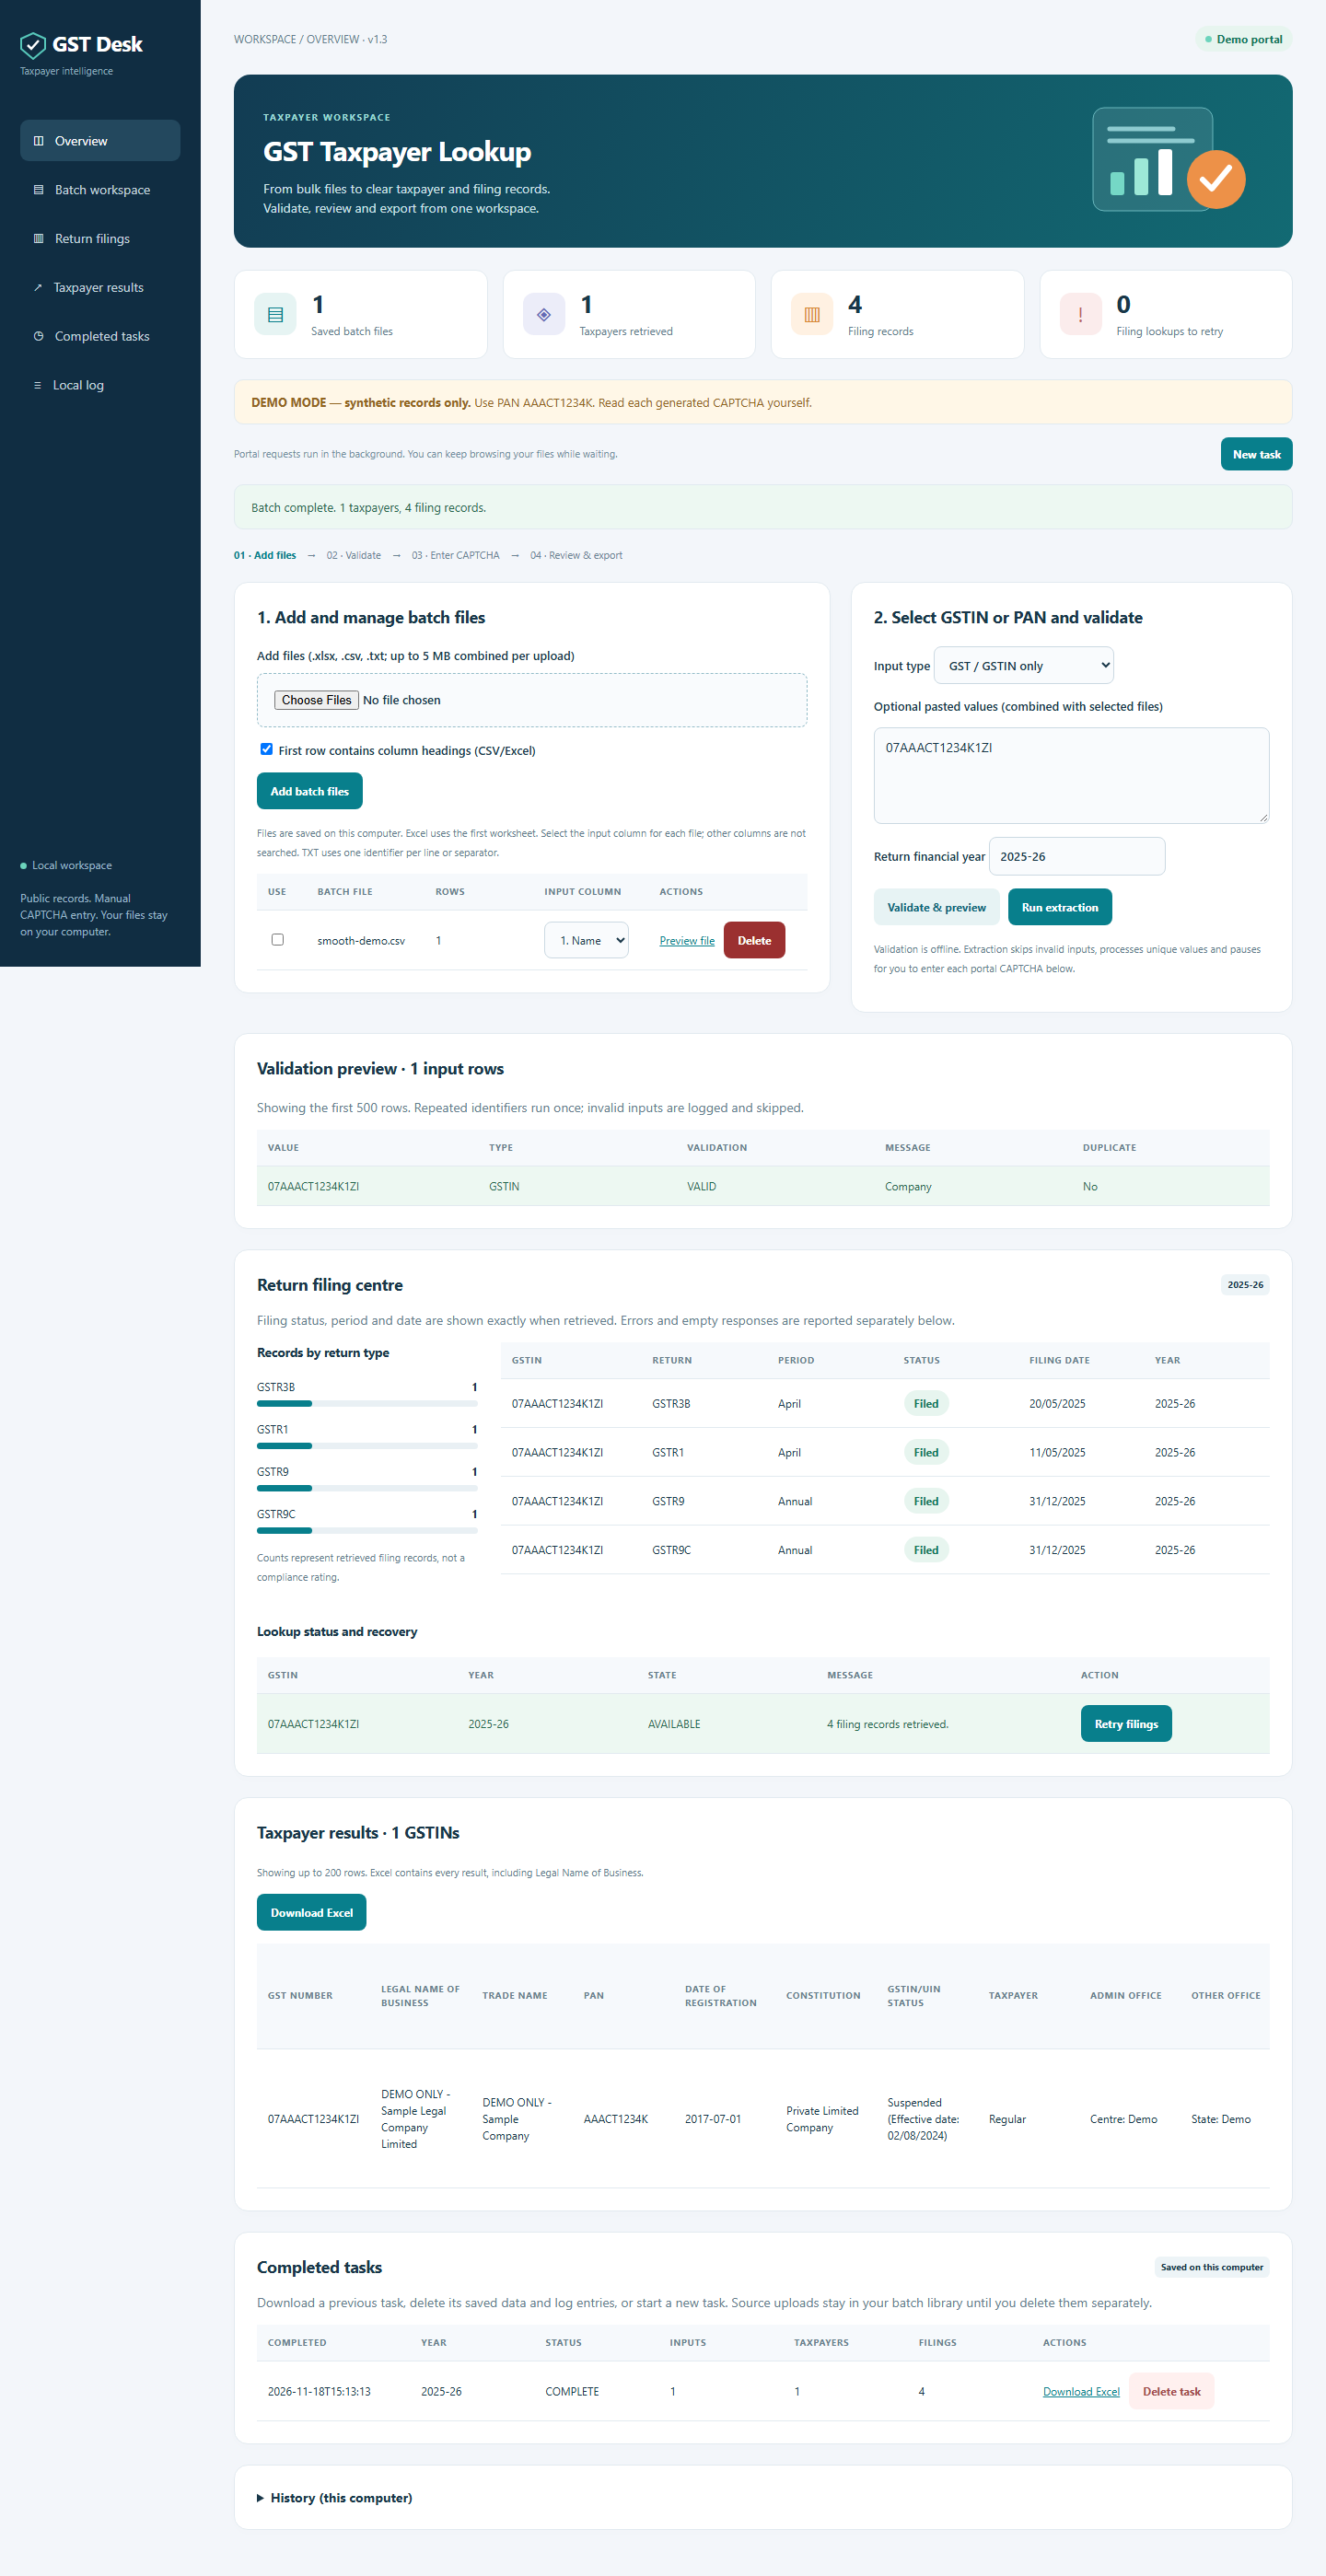 GST Desk
Taxpayer intelligence
Overview
Batch workspace
Return filings
Taxpayer results
Completed tasks
Local log
Local workspace
Public records. Manual
CAPTCHA entry. Your files stay
on your computer.
WORKSPACE / OVERVIEW · v1.3
Demo portal
TAXPAYER WORKSPACE
GST Taxpayer Lookup
From bulk files to clear taxpayer and filing records.
Validate, review and export from one workspace.
1
Saved batch files
1
Taxpayers retrieved
4
Filing records
!
0
Filing lookups to retry
DEMO MODE — synthetic records only. Use PAN AAACT1234K. Read each generated CAPTCHA yourself.
Portal requests run in the background. You can keep browsing your files while waiting.
New task
Batch complete. 1 taxpayers, 4 filing records.
01 · Add files → 02 · Validate → 03 · Enter CAPTCHA → 04 · Review & export
1. Add and manage batch files
Add files (.xlsx, .csv, .txt; up to 5 MB combined per upload)
Choose Files No file chosen
First row contains column headings (CSV/Excel)
Add batch files
Files are saved on this computer. Excel uses the first worksheet. Select the input column for each file; other columns are not
searched. TXT uses one identifier per line or separator.
USE BATCH FILE ROWS INPUT COLUMN ACTIONS
smooth-demo.csv 1 1. Name Preview file Delete
2. Select GSTIN or PAN and validate
Input type GST / GSTIN only
Optional pasted values (combined with selected files)
07AAACT1234K1ZI
Return financial year 2025-26
Validate & preview Run extraction
Validation is offline. Extraction skips invalid inputs, processes unique values and pauses
for you to enter each portal CAPTCHA below.
Validation preview · 1 input rows
Showing the first 500 rows. Repeated identifiers run once; invalid inputs are logged and skipped.
VALUE TYPE VALIDATION MESSAGE DUPLICATE
07AAACT1234K1ZI GSTIN VALID Company No
Return filing centre
2025-26
Filing status, period and date are shown exactly when retrieved. Errors and empty responses are reported separately below.
Records by return type
GSTR3B 1
GSTR1 1
GSTR9 1
GSTR9C 1
Counts represent retrieved filing records, not a
compliance rating.
GSTIN RETURN PERIOD STATUS FILING DATE YEAR
07AAACT1234K1ZI GSTR3B April Filed 20/05/2025 2025-26
07AAACT1234K1ZI GSTR1 April Filed 11/05/2025 2025-26
07AAACT1234K1ZI GSTR9 Annual Filed 31/12/2025 2025-26
07AAACT1234K1ZI GSTR9C Annual Filed 31/12/2025 2025-26
Lookup status and recovery
GSTIN YEAR STATE MESSAGE ACTION
07AAACT1234K1ZI 2025-26 AVAILABLE 4 filing records retrieved. Retry filings
Taxpayer results · 1 GSTINs
Showing up to 200 rows. Excel contains every result, including Legal Name of Business.
Download Excel
GST NUMBER
LEGAL NAME OF
BUSINESS
TRADE NAME
PAN
DATE OF
REGISTRATION
CONSTITUTION
GSTIN/UIN
STATUS
TAXPAYER
ADMIN OFFICE
OTHER OFFICE
07AAACT1234K1ZI
DEMO ONLY -
Sample Legal
Company
Limited
DEMO ONLY -
Sample
Company
AAACT1234K
2017-07-01
Private Limited
Company
Suspended
(Effective date:
02/08/2024)
Regular
Centre: Demo
State: Demo
Completed tasks
Saved on this computer
Download a previous task, delete its saved data and log entries, or start a new task. Source uploads stay in your batch library until you delete them separately.
COMPLETED YEAR STATUS INPUTS TAXPAYERS FILINGS ACTIONS
2026-11-18T15:13:13 2025-26 COMPLETE 1 1 4 Download Excel Delete task
History (this computer)